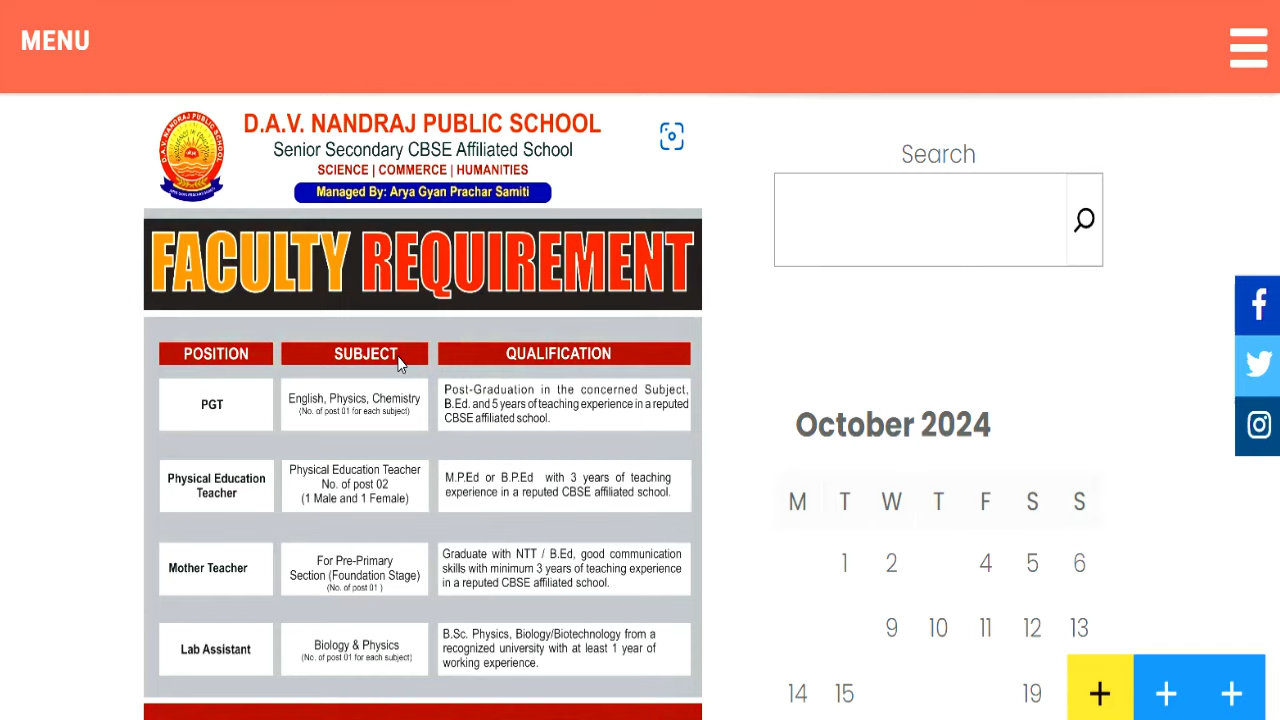 MENU
D.A.V. NANDRAJ PUBLIC SCHOOL
Senior Secondary CBSE Affiliated School
SCIENCE | COMMERCE | HUMANITIES
Managed By: Arya Gyan Prachar Samiti
FACULTY REQUIREMENT
POSITION SUBJECT QUALIFICATION
PGT
English, Physics, Chemistry
(No. of post 01 for each subject)
Post-Graduation in the concerned Subject,
B.Ed. and 5 years of teaching experience in a reputed
CBSE affiliated school.
Physical Education
Teacher
Physical Education Teacher
No. of post 02
(1 Male and 1 Female)
M.P.Ed or B.P.Ed with 3 years of teaching
experience in a reputed CBSE affiliated school.
Mother Teacher
For Pre-Primary
Section (Foundation Stage)
(No. of post 01 )
Graduate with NTT / B.Ed, good communication
skills with minimum 3 years of teaching experience
in a reputed CBSE affiliated school.
Lab Assistant
Biology & Physics
(No. of post 01 for each subject)
B.Sc. Physics, Biology/Biotechnology from a
recognized university with at least 1 year of
working experience.
Search
October 2024
M T W T F S S
1 2 4 5 6
9 10 11 12 13
14 15 19